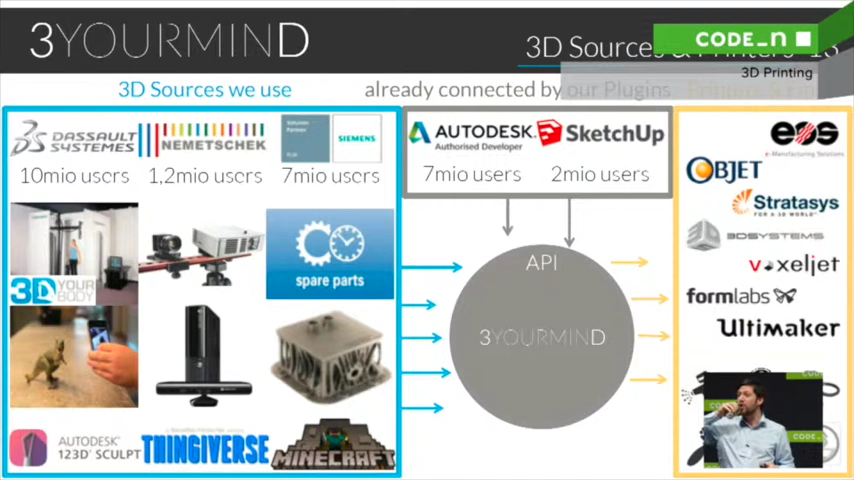 3YOURMIND
3D Sources & Printers
CODE_n
3D Printing
3D Sources we use
already connected by our Plugins
DASSAULT SYSTEMES
NEMETSCHEK
SIEMENS
AUTODESK.
Authorised Developer
SketchUp
10mio users
1,2mio users
7mio users
7mio users
2mio users
eos
e-Manufacturing Solutions
OBJET
Stratasys
FOR A 3D WORLD
3D SYSTEMS
voxeljet
formlabs
Ultimaker
API
3YOURMIND
spare parts
3D YOUR BODY
AUTODESK
123D SCULPT
THINGIVERSE
MINECRAFT
CODE_